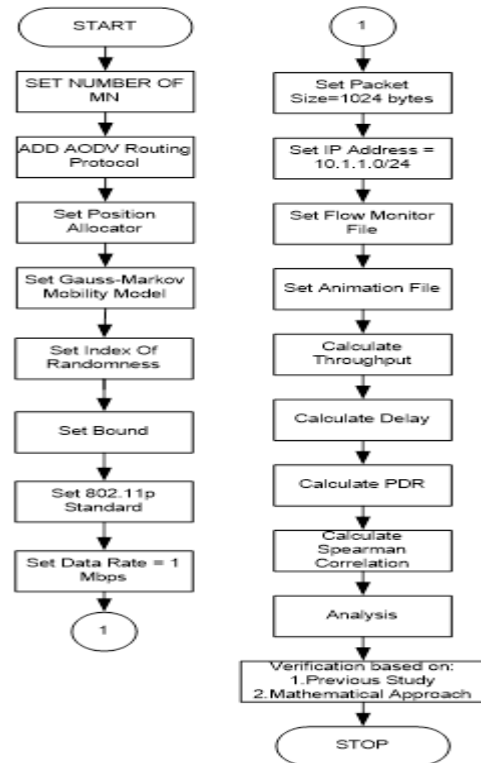 START
SET NUMBER OF
MN
ADD AODV Routing
Protocol
Set Position
Allocator
Set Gauss-Markov
Mobility Model
Set Index Of
Randomness
Set Bound
Set 802.11p
Standard
Set Data Rate = 1
Mbps
1
1
Set Packet
Size=1024 bytes
Set IP Address =
10.1.1.0/24
Set Flow Monitor
File
Set Animation File
Calculate
Throughput
Calculate Delay
Calculate PDR
Calculate
Spearman
Correlation
Analysis
Verification based on:
1.Previous Study
2.Mathematical Approach
STOP